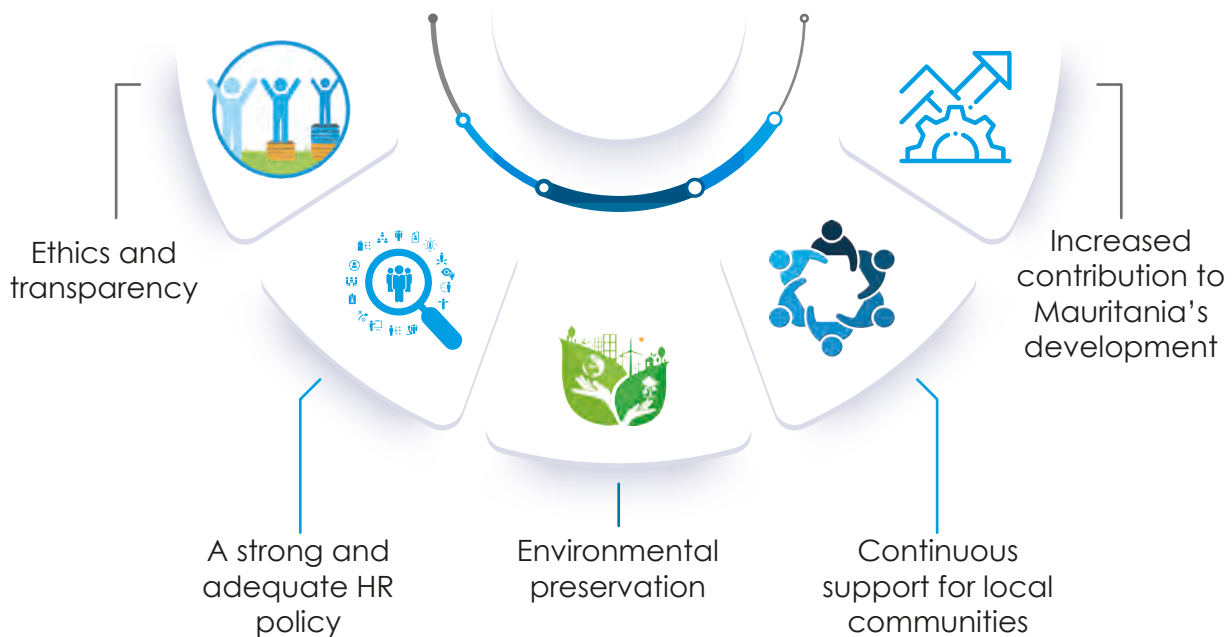 Ethics and
transparency
A strong and
adequate HR
policy
Environmental
preservation
Continuous
support for local
communities
Increased
contribution to
Mauritania’s
development